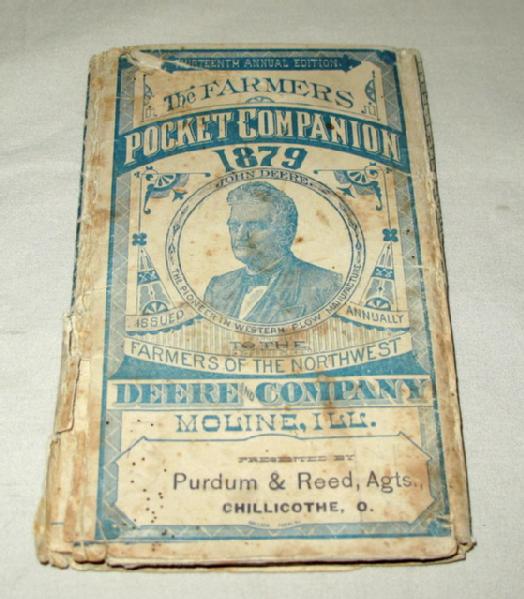 THIRTEENTH ANNUAL EDITION.
The FARMERS
POCKET COMPANION
1879
JOHN DEERE
THE PIONEER IN WESTERN PLOW MANUFACTURE
ISSUED ANNUALLY
TO THE
FARMERS OF THE NORTHWEST
DEERE AND COMPANY
MOLINE, ILL.
PRESENTED BY
Purdum & Reed, Agts.,
CHILLICOTHE, O.